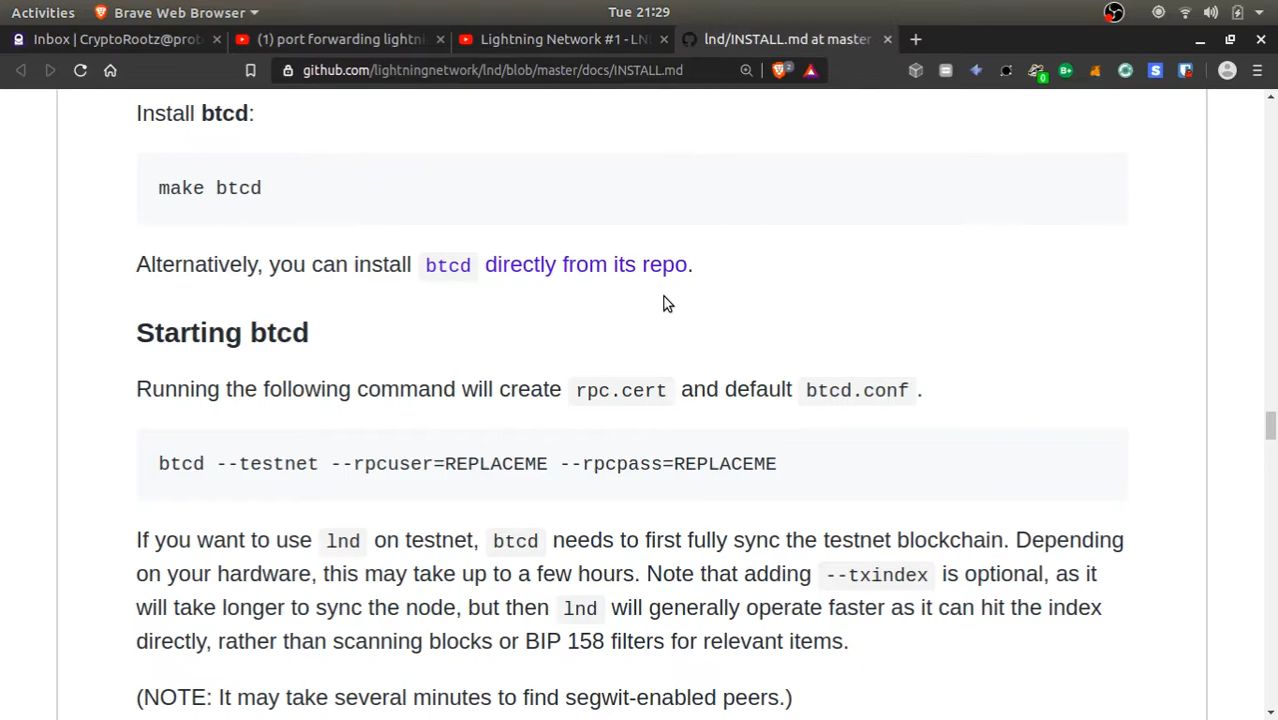 Activities
Brave Web Browser
Tue 21:29
Inbox | CryptoRootz@prot
(1) port forwarding lightni
Lightning Network #1 - LN
lnd/INSTALL.md at master
github.com/lightningnetwork/lnd/blob/master/docs/INSTALL.md
2
0
B+
S
Install btcd:
make btcd
Alternatively, you can install btcd directly from its repo.
Starting btcd
Running the following command will create rpc.cert and default btcd.conf .
btcd --testnet --rpcuser=REPLACEME --rpcpass=REPLACEME
If you want to use lnd on testnet, btcd needs to first fully sync the testnet blockchain. Depending
on your hardware, this may take up to a few hours. Note that adding --txindex is optional, as it
will take longer to sync the node, but then lnd will generally operate faster as it can hit the index
directly, rather than scanning blocks or BIP 158 filters for relevant items.
(NOTE: It may take several minutes to find segwit-enabled peers.)